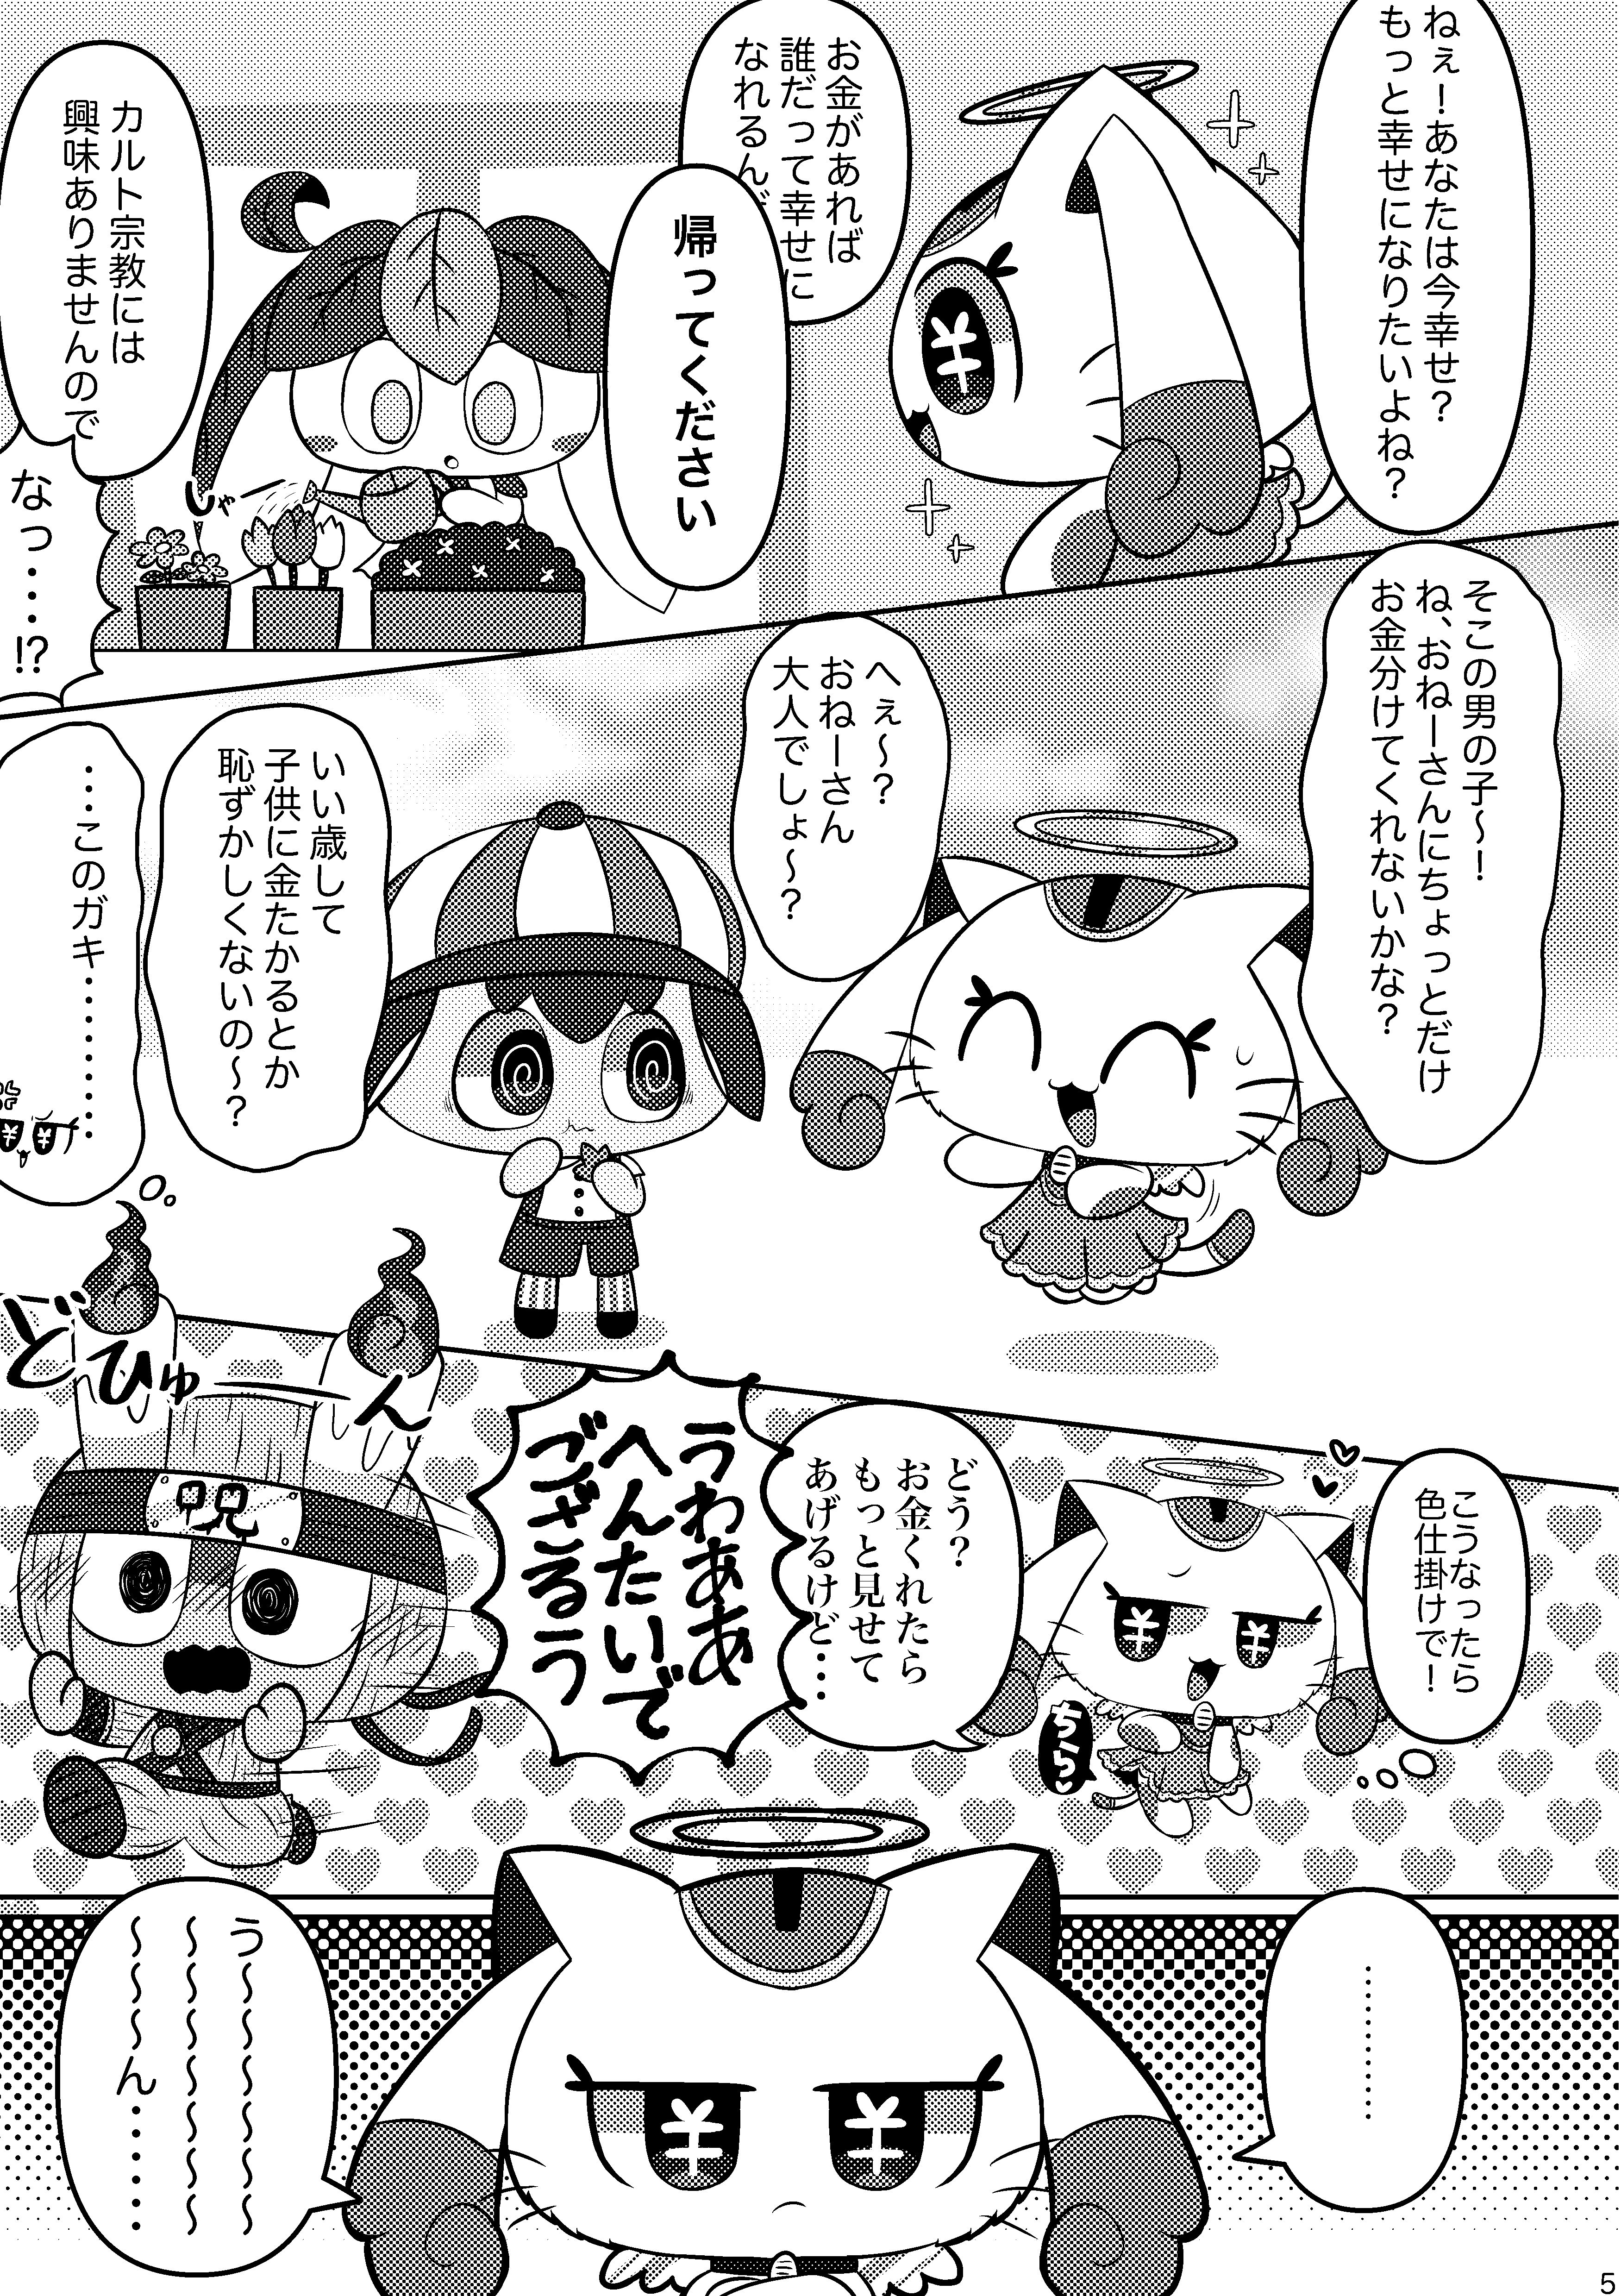 ねぇ！あなたは今幸せ？
もっと幸せになりたいよね？
お金があれば
誰だって幸せに
なれるんだ
帰ってください
カルト宗教には
興味ありませんので
しゃー
なっ・・・!?
そこの男の子～！
ね、おねーさんにちょっとだけ
お金分けてくれないかな？
へぇ～？
おねーさん
大人でしょ～？
いい歳して
子供に金たかるとか
恥ずかしくないの～？
…このガキ…………
こうなったら
色仕掛けで！
ちら♡
どう？
お金くれたら
もっと見せて
あげるけど…
うわあああ
へんたいで
ござるう
どひゅん
呪
…………
う～～～～～～
～～～～～～～
～～～ん………
5